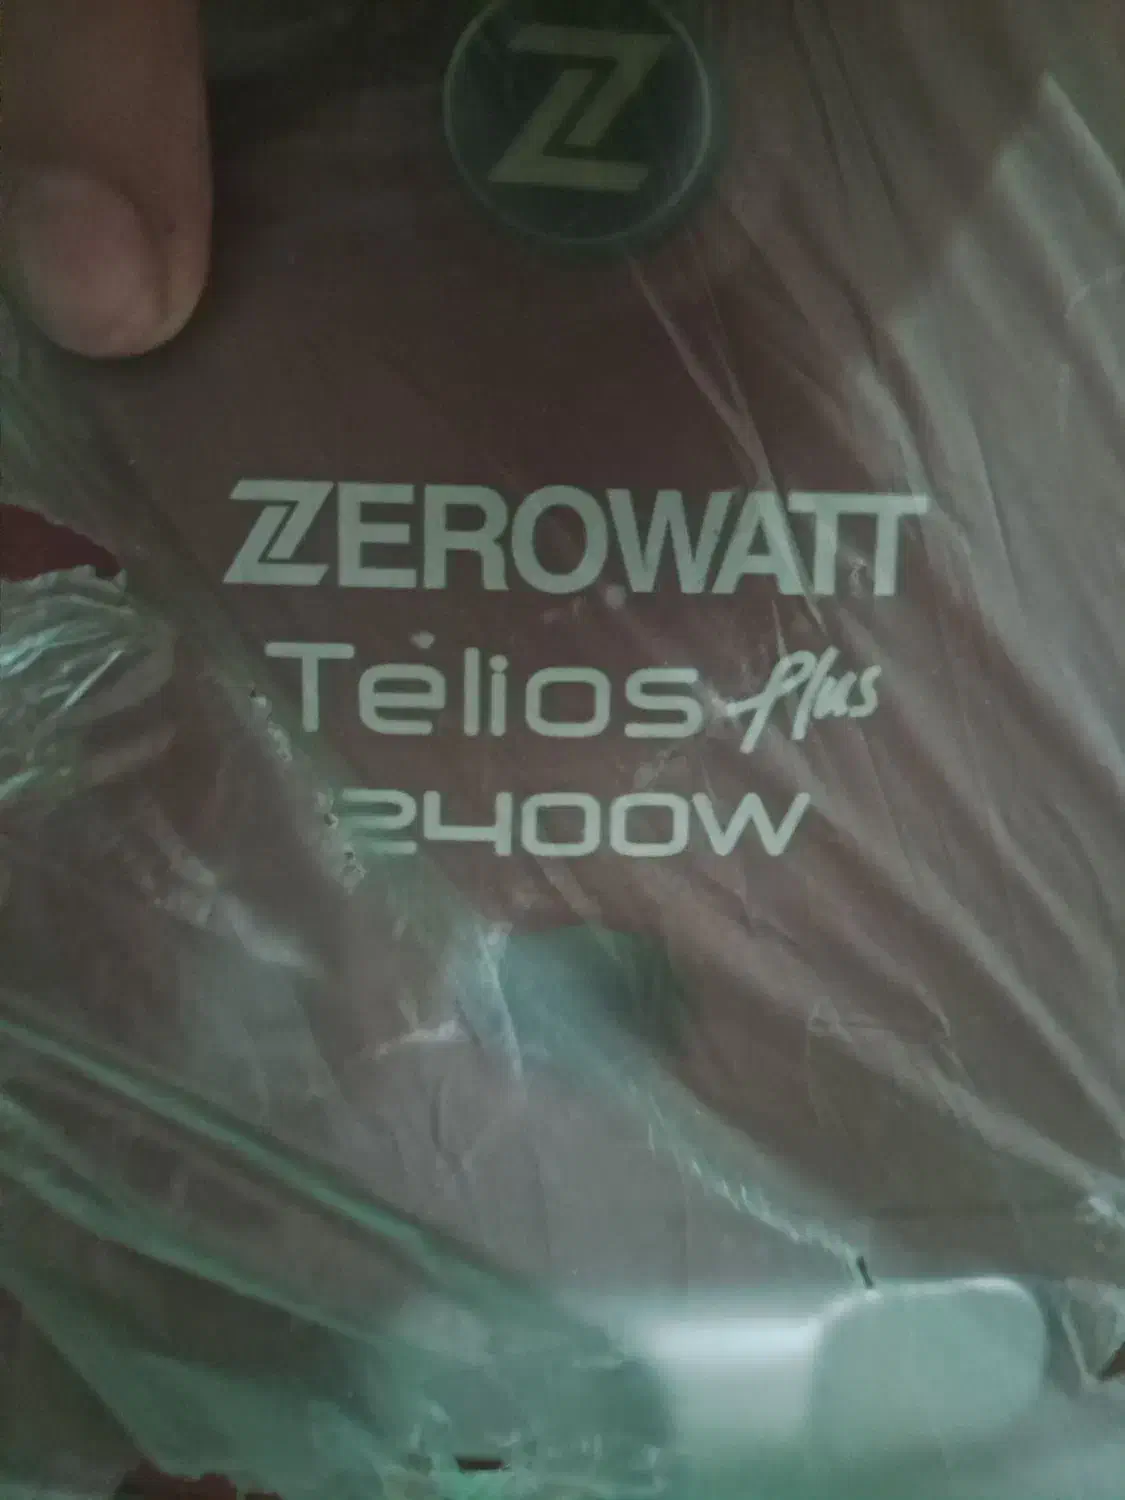 Z
ZEROWATT
Telios plus
2400W